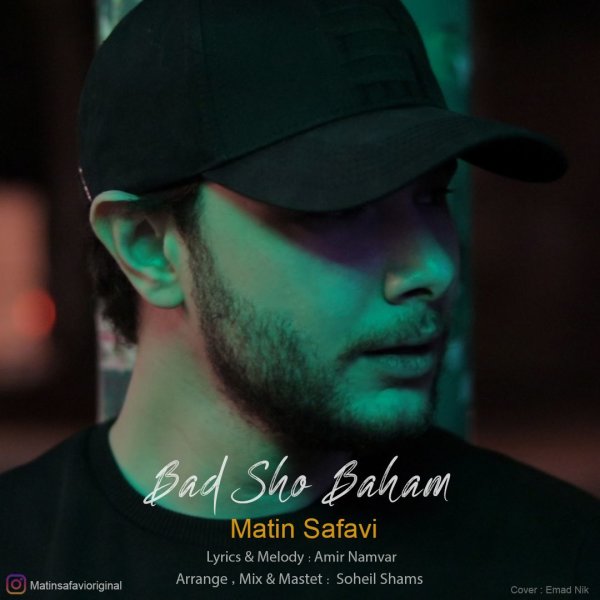 Bad Sho Baham
Matin Safavi
Lyrics & Melody : Amir Namvar
Arrange , Mix & Mastet : Soheil Shams
Matinsafavioriginal
Cover : Emad Nik